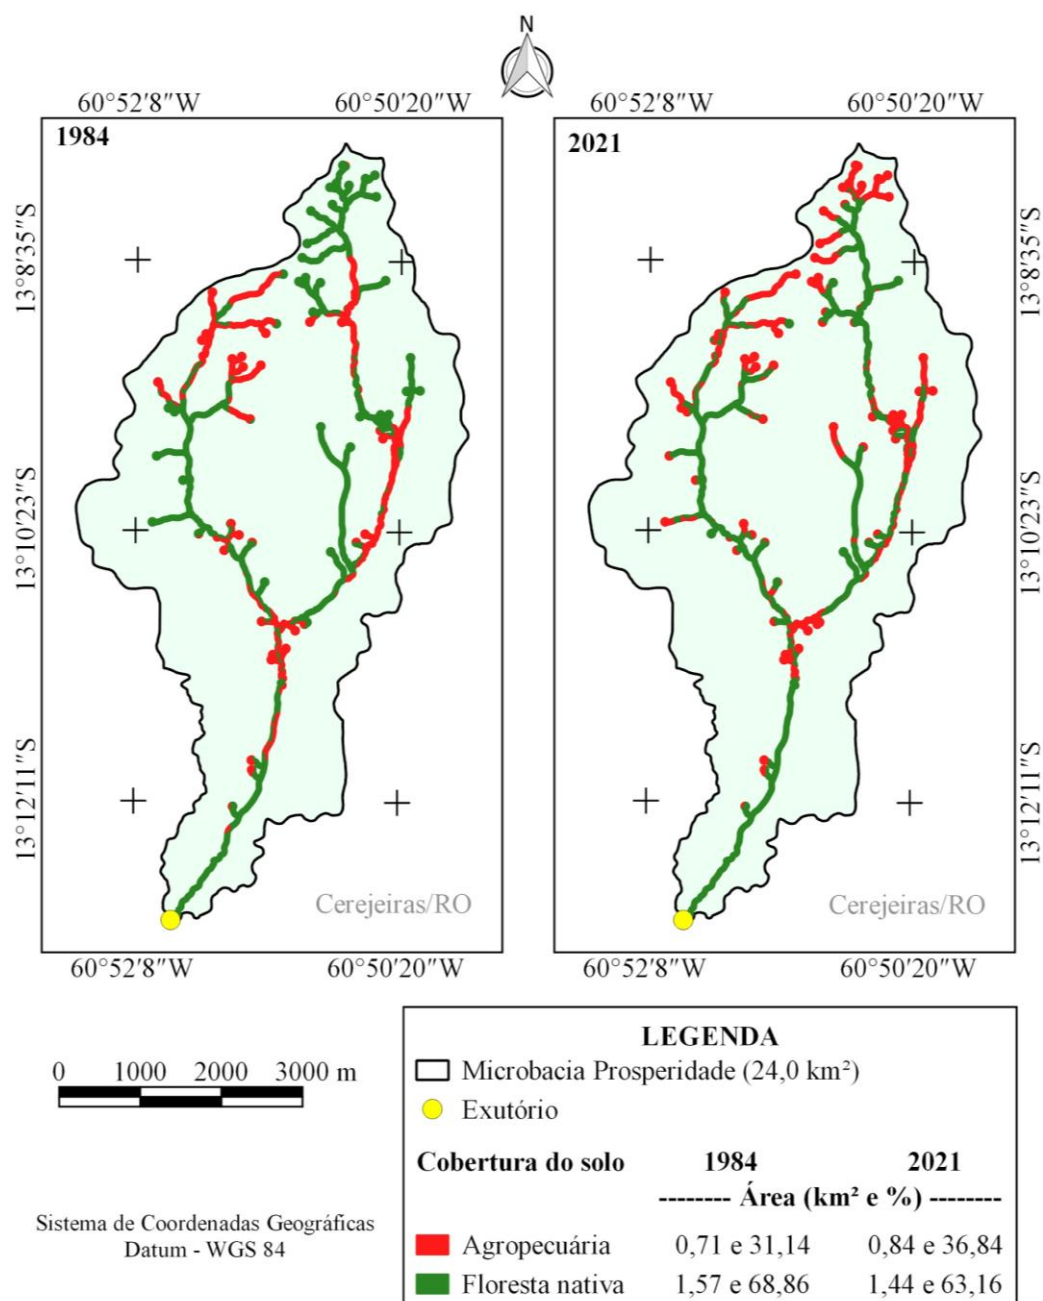 N
60°52'8"W 60°50'20"W 60°52'8"W 60°50'20"W
1984
2021
13°8'35"S
13°8'35"S
13°10'23"S
13°10'23"S
13°12'11"S
13°12'11"S
Cerejeiras/RO
Cerejeiras/RO
60°52'8"W 60°50'20"W 60°52'8"W 60°50'20"W
0 1000 2000 3000 m
Sistema de Coordenadas Geográficas
Datum - WGS 84
LEGENDA
Microbacia Prosperidade (24,0 km²)
Exutório
Cobertura do solo 1984 2021
-------- Área (km² e %) --------
Agropecuária 0,71 e 31,14 0,84 e 36,84
Floresta nativa 1,57 e 68,86 1,44 e 63,16